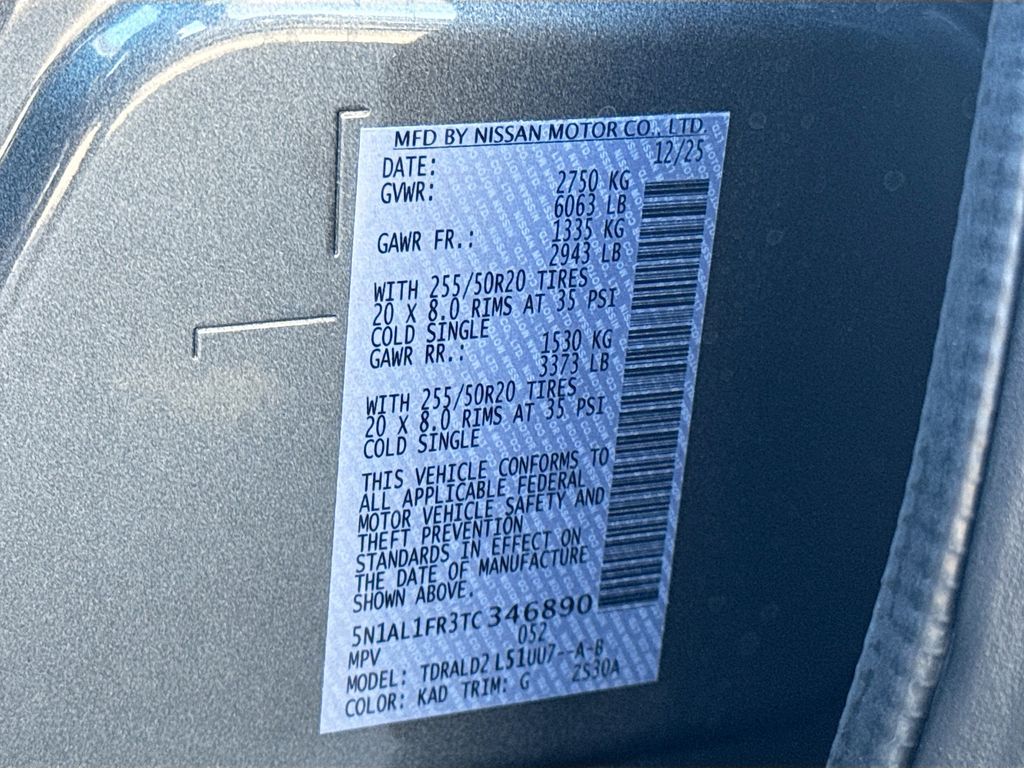 MFD BY NISSAN MOTOR CO., LTD.
DATE: 12/25
GVWR: 2750 KG
6063 LB
GAWR FR.: 1335 KG
2943 LB
WITH 255/50R20 TIRES
20 X 8.0 RIMS AT 35 PSI
COLD SINGLE
GAWR RR.: 1530 KG
3373 LB
WITH 255/50R20 TIRES
20 X 8.0 RIMS AT 35 PSI
COLD SINGLE
THIS VEHICLE CONFORMS TO
ALL APPLICABLE FEDERAL
MOTOR VEHICLE SAFETY AND
THEFT PREVENTION
STANDARDS IN EFFECT ON
THE DATE OF MANUFACTURE
SHOWN ABOVE.
5N1AL1FR3TC346890
MPV 052
MODEL: TDRALD2L51UU7--A-B
COLOR: KAD TRIM: G ZS30A